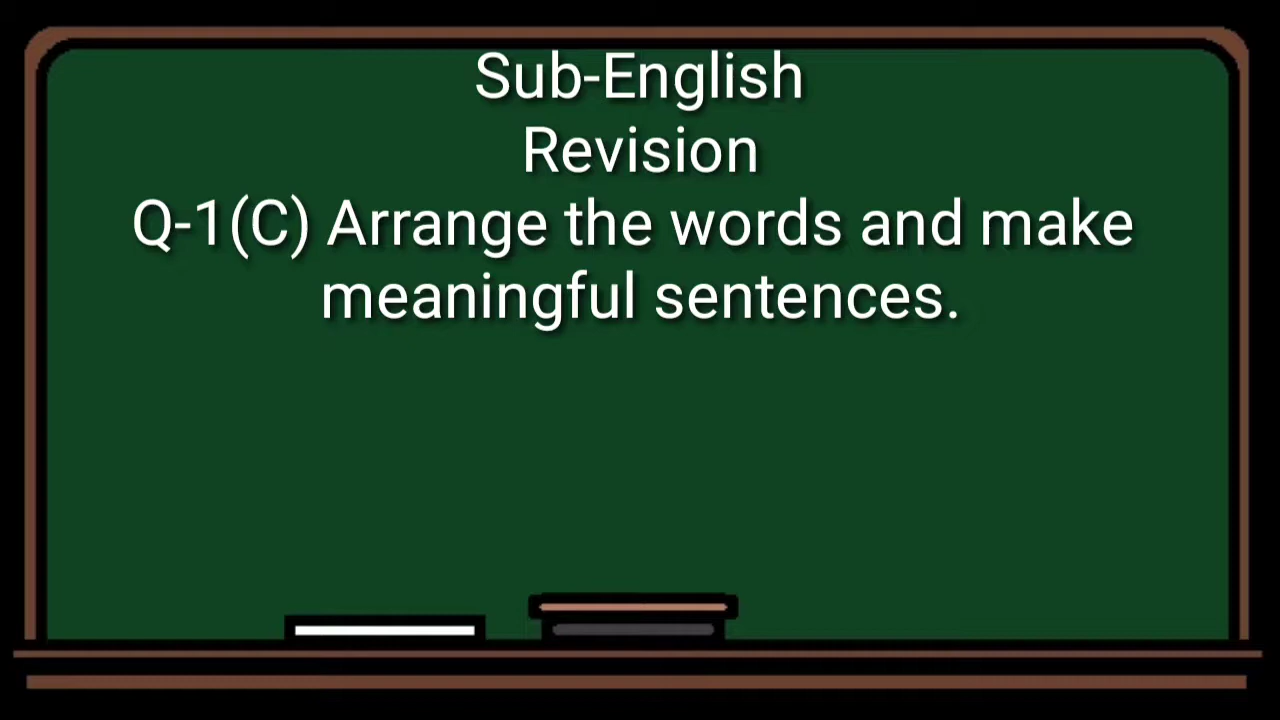 Sub-English
Revision
Q-1(C) Arrange the words and make
meaningful sentences.